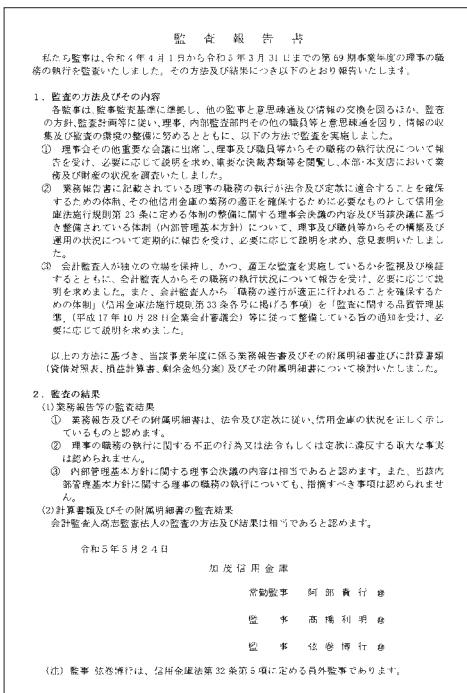 監査報告書
私たち監事は、令和4年4月1日から令和5年3月31日までの第69期事業年度の理事の職
務の執行を監査いたしました。その方法及び結果につき以下のとおり報告いたします。
1．監査の方法及びその内容
各監事は、監事監査基準に準拠し、他の監事と意思疎通及び情報の交換を図るほか、監査
の方針、監査計画等に従い、理事、内部監査部門その他の職員等と意思疎通を図り、情報の収
集及び監査の環境の整備に努めるとともに、以下の方法で監査を実施しました。
① 理事会その他重要な会議に出席し、理事及び職員等からその職務の執行状況について報
告を受け、必要に応じて説明を求め、重要な決裁書類等を閲覧し、本部・本支店において業
務及び財産の状況を調査いたしました。
② 業務報告書に記載されている理事の職務の執行が法令及び定款に適合することを確保
するための体制、その他信用金庫の業務の適正を確保するために必要なものとして信用金
庫法施行規則第23条に定める体制の整備に関する理事会決議の内容及び当該決議に基づ
き整備されている体制（内部管理基本方針）について、理事及び職員等からその構築及び
運用の状況について定期的に報告を受け、必要に応じて説明を求め、意見表明いたしまし
た。
③ 会計監査人が独立の立場を保持し、かつ、適正な監査を実施しているかを監視及び検証
するとともに、会計監査人からその職務の執行状況について報告を受け、必要に応じて説
明を求めました。また、会計監査人から「職務の遂行が適正に行われることを確保するた
めの体制」（信用金庫法施行規則第33条各号に掲げる事項）を「監査に関する品質管理基
準」（平成17年10月28日企業会計審議会）等に従って整備している旨の通知を受け、必
要に応じて説明を求めました。
以上の方法に基づき、当該事業年度に係る業務報告書及びその附属明細書並びに計算書類
（貸借対照表、損益計算書、剰余金処分案）及びその附属明細書について検討いたしました。
2．監査の結果
(1)業務報告等の監査結果
① 業務報告及びその附属明細書は、法令及び定款に従い、信用金庫の状況を正しく示し
ているものと認めます。
② 理事の職務の執行に関する不正の行為又は法令もしくは定款に違反する重大な事実
は認められません。
③ 内部管理基本方針に関する理事会決議の内容は相当であると認めます。また、当該内
部管理基本方針に関する理事の職務の執行についても、指摘すべき事項は認められませ
ん。
(2)計算書類及びその附属明細書の監査結果
会計監査人高志監査法人の監査の方法及び結果は相当であると認めます。
令和5年5月24日
加茂信用金庫
常勤監事 阿部貴行 ㊞
監事 高橋利明 ㊞
監事 弦巻博行 ㊞
（注）監事 弦巻博行は、信用金庫法第32条第5項に定める員外監事であります。